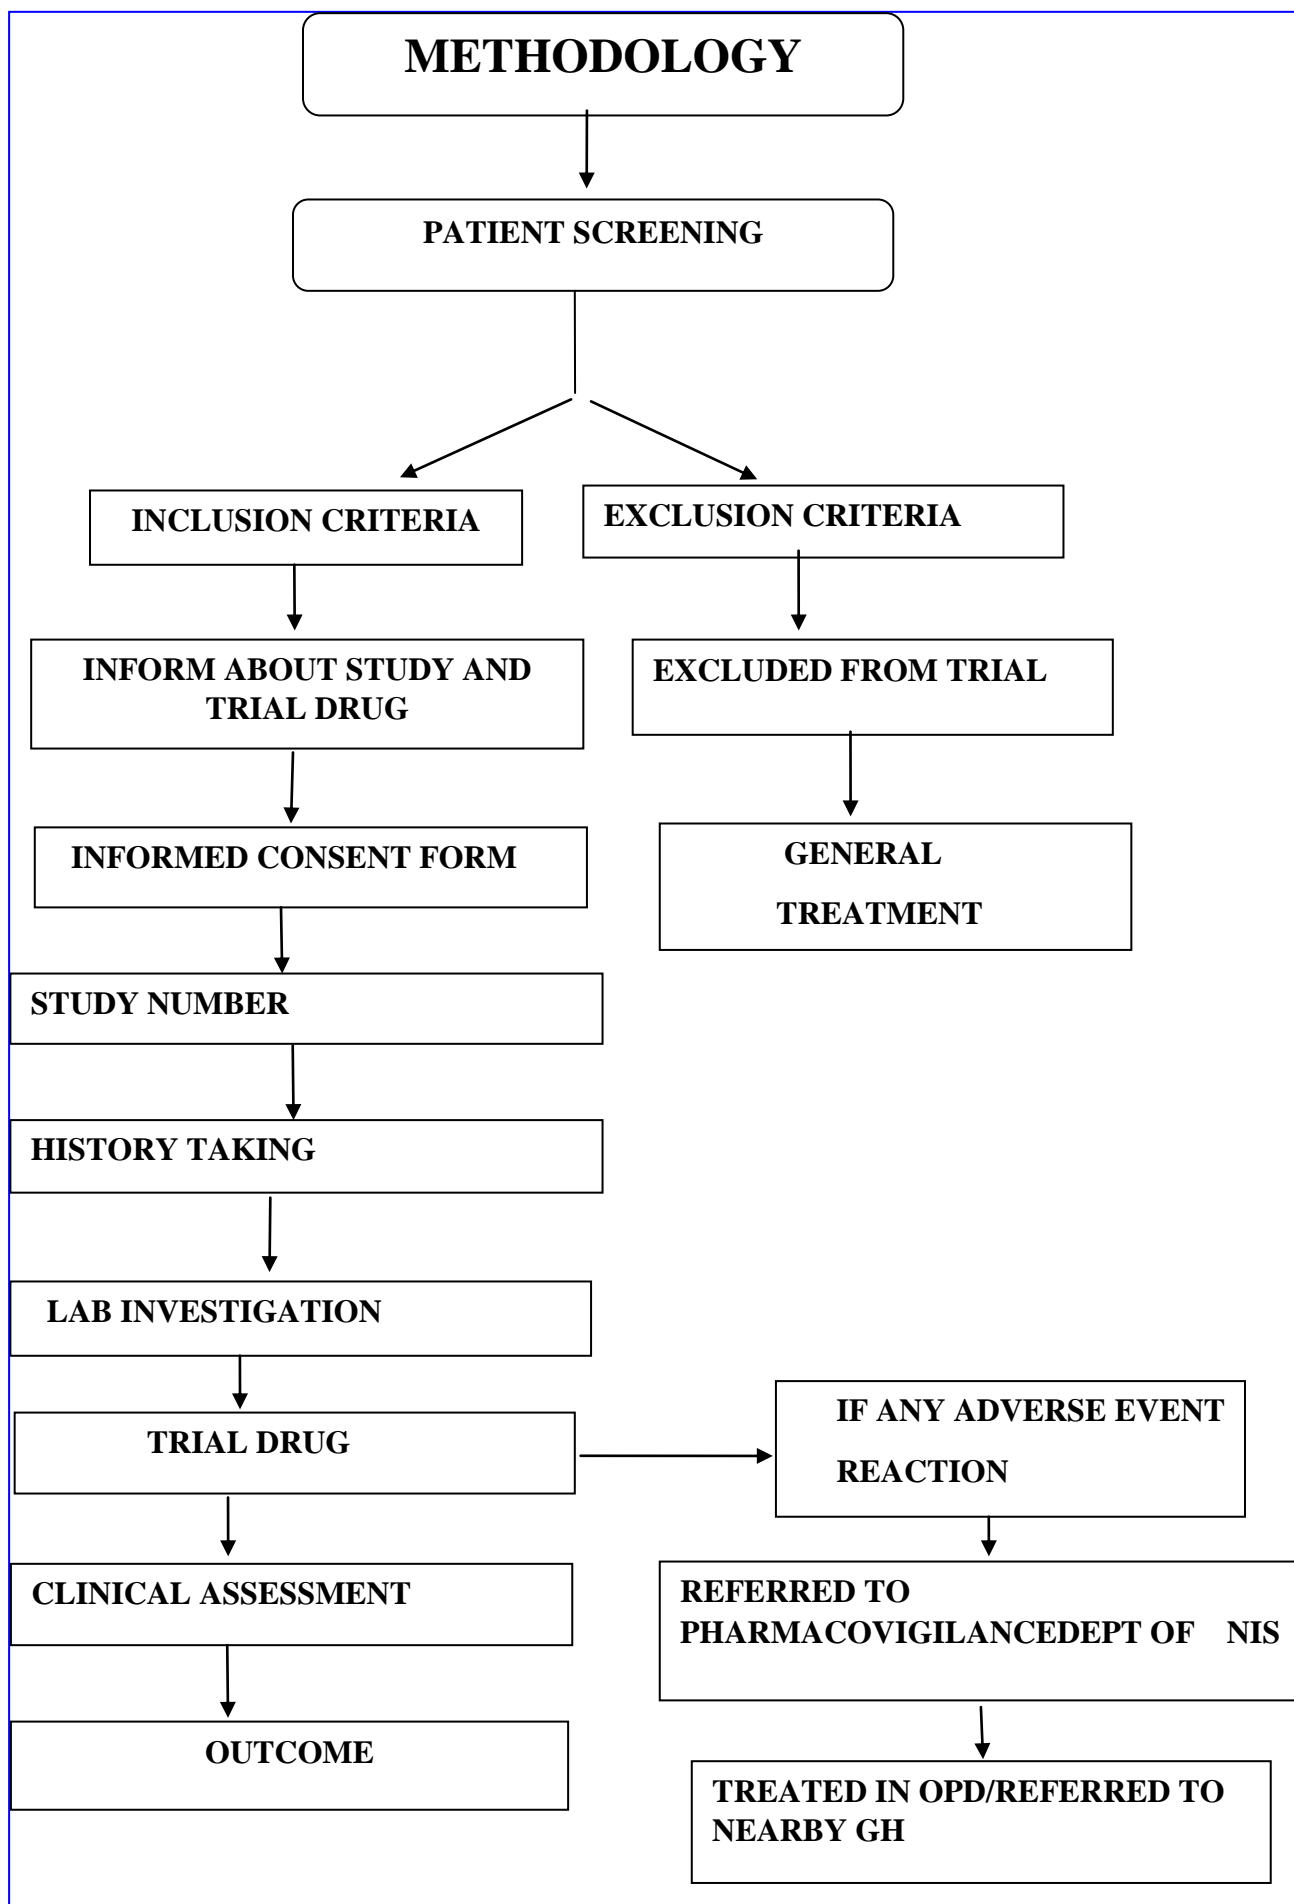 METHODOLOGY
PATIENT SCREENING
INCLUSION CRITERIA
EXCLUSION CRITERIA
INFORM ABOUT STUDY AND
TRIAL DRUG
EXCLUDED FROM TRIAL
INFORMED CONSENT FORM
GENERAL
TREATMENT
STUDY NUMBER
HISTORY TAKING
LAB INVESTIGATION
TRIAL DRUG
IF ANY ADVERSE EVENT
REACTION
CLINICAL ASSESSMENT
REFERRED TO
PHARMACOVIGILANCEDEPT OF NIS
OUTCOME
TREATED IN OPD/REFERRED TO
NEARBY GH